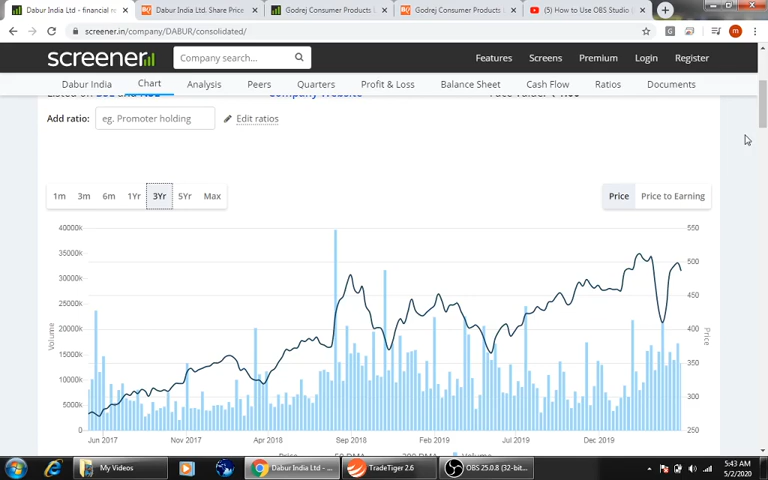 Dabur India Ltd - financial r
Dabur India Ltd. Share Price
Godrej Consumer Products L
Godrej Consumer Products L
(5) How to Use OBS Studio
screener.in/company/DABUR/consolidated/
m
screener
Company search...
Features
Screens
Premium
Login
Register
Dabur India
Chart
Analysis
Peers
Quarters
Profit & Loss
Balance Sheet
Cash Flow
Ratios
Documents
Company Website
Add ratio:
eg. Promoter holding
Edit ratios
1m 3m 6m 1Yr 3Yr 5Yr Max
Price
Price to Earning
40000k
35000k
30000k
25000k
20000k
15000k
10000k
5000k
0
Volume
550
500
450
400
350
300
250
Price
Jun 2017 Nov 2017 Apr 2018 Sep 2018 Feb 2019 Jul 2019 Dec 2019
My Videos
Dabur India Ltd - ...
TradeTiger 2.6
OBS 25.0.8 (32-bit...
5:43 AM
5/2/2020